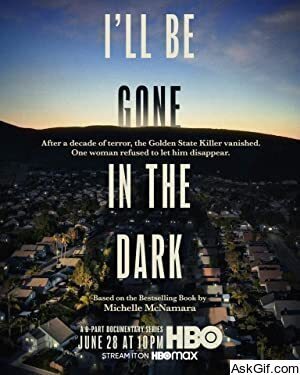 I'LL BE
GONE
After a decade of terror, the Golden State Killer vanished.
One woman refused to let him disappear.
IN THE
DARK
Based on the Bestselling Book by
Michelle McNamara
A 6-PART DOCUMENTARY SERIES
JUNE 28 AT 10PM HBO
STREAM IT ON HBOMAX
AskGif.com